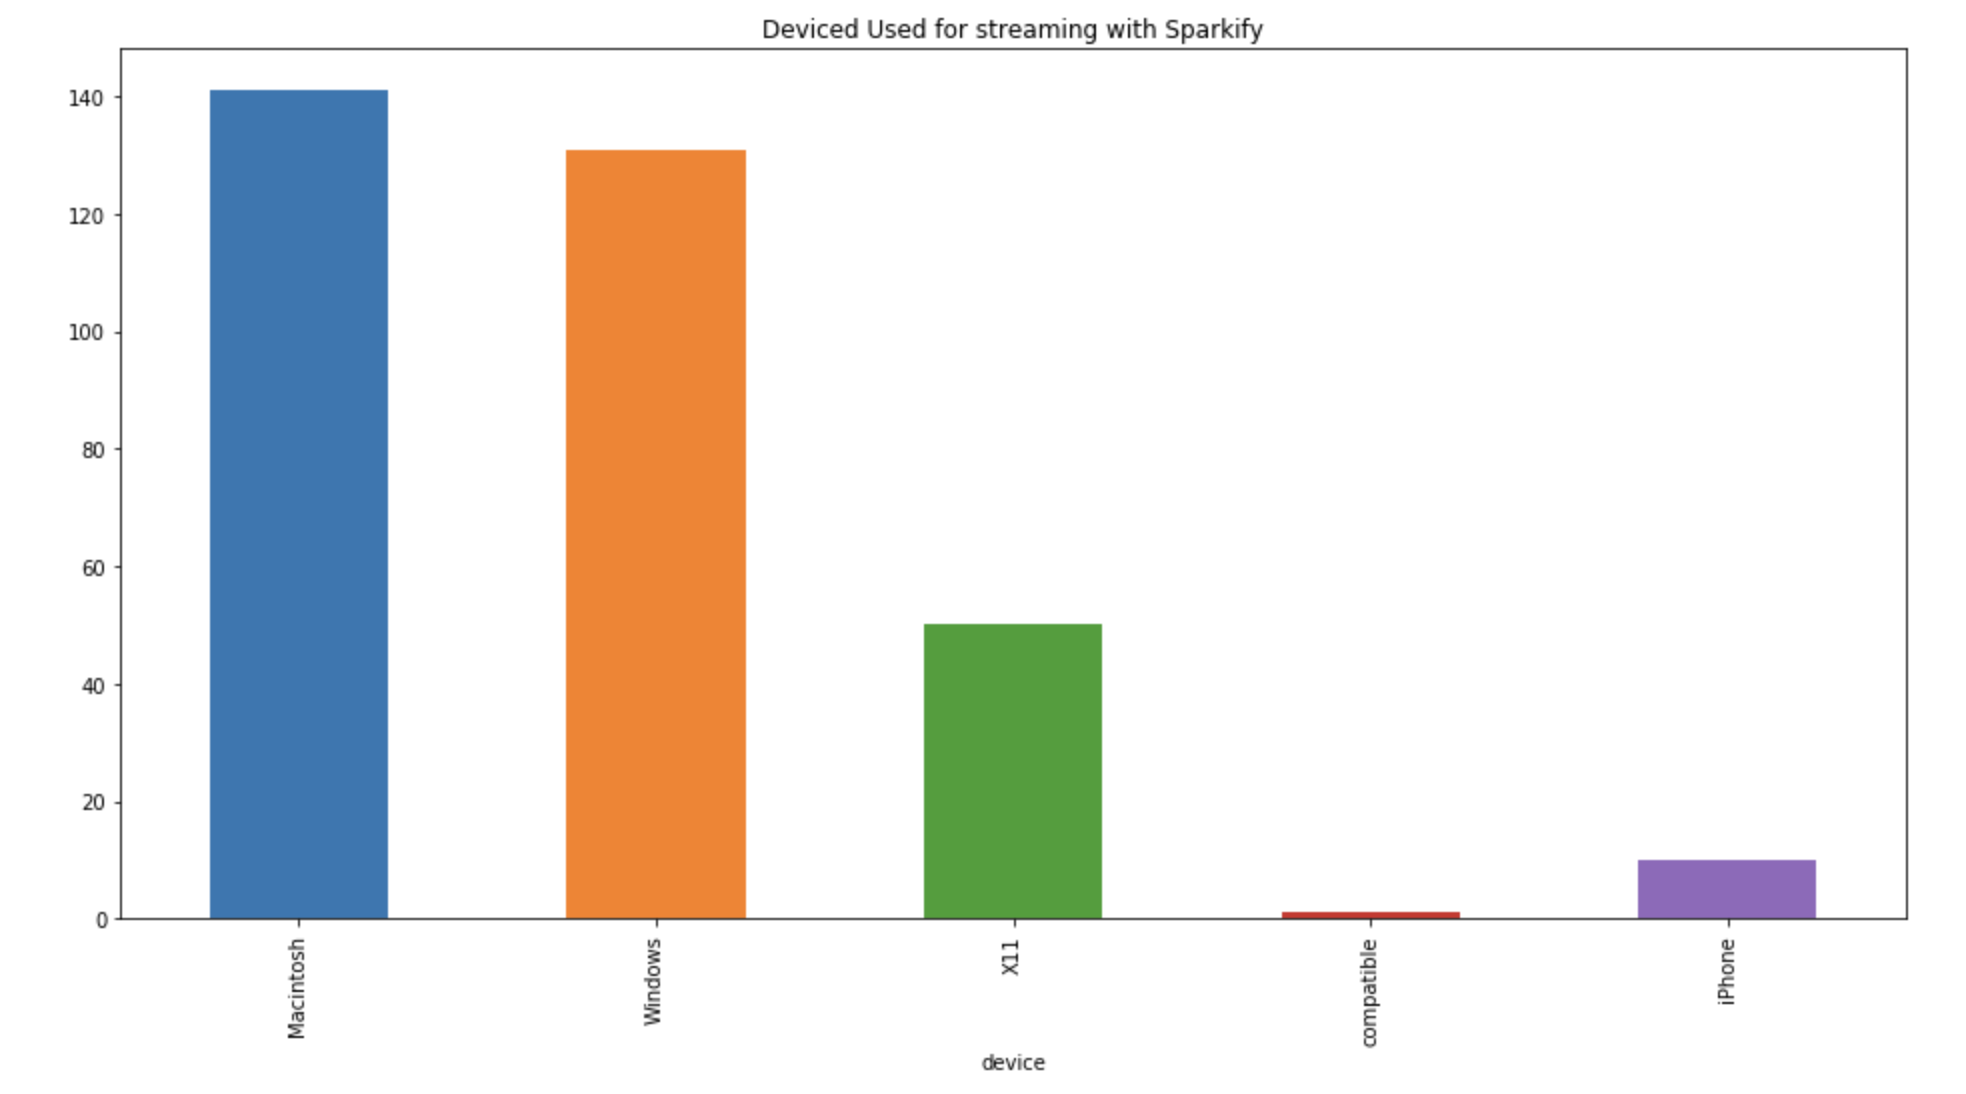 Deviced Used for streaming with Sparkify
140
120
100
80
60
40
20
0
Macintosh
Windows
X11
compatible
iPhone
device